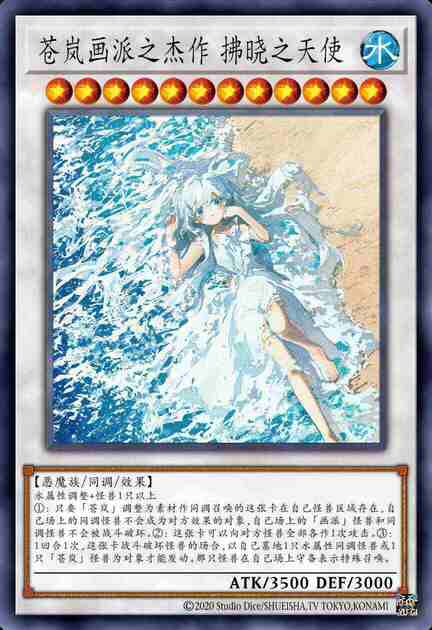 苍岚画派之杰作 拂晓之天使
水
【恶魔族/同调/效果】
水属性调整+怪兽1只以上
①：只要「苍岚」调整为素材作同调召唤的这张卡在自己怪兽区域存在，自
己场上的同调怪兽不会成为对方效果的对象，自己场上的「画派」怪兽和同
调怪兽不会被战斗破坏。②：这张卡可以向对方怪兽全部各作1次攻击。③：
1回合1次，这张卡战斗破坏怪兽的场合，以自己墓地1只水属性同调怪兽或1
只「苍岚」怪兽为对象才能发动。那只怪兽在自己场上守备表示特殊召唤。
ATK/3500 DEF/3000
©2020 Studio Dice/SHUEISHA,TV TOKYO,KONAMI